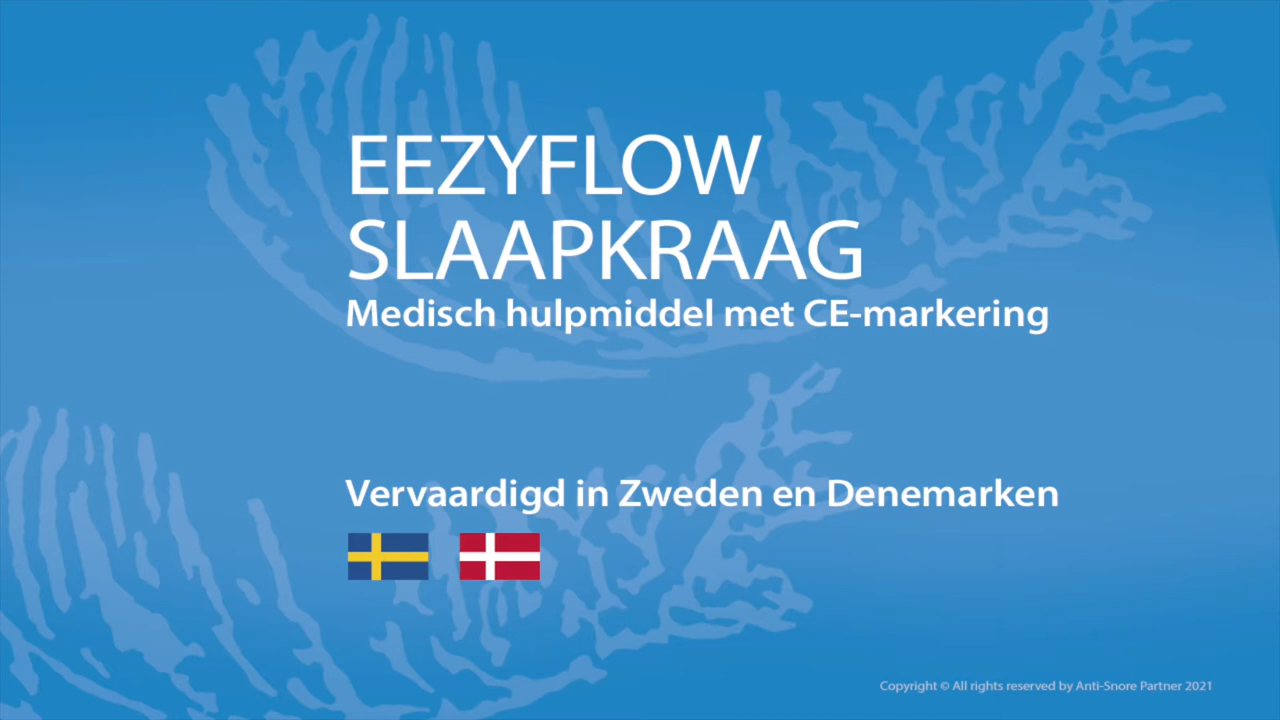 EEZYFLOW
SLAAPKRAAG
Medisch hulpmiddel met CE-markering
Vervaardigd in Zweden en Denemarken
Copyright © All rights reserved by Anti-Snore Partner 2021